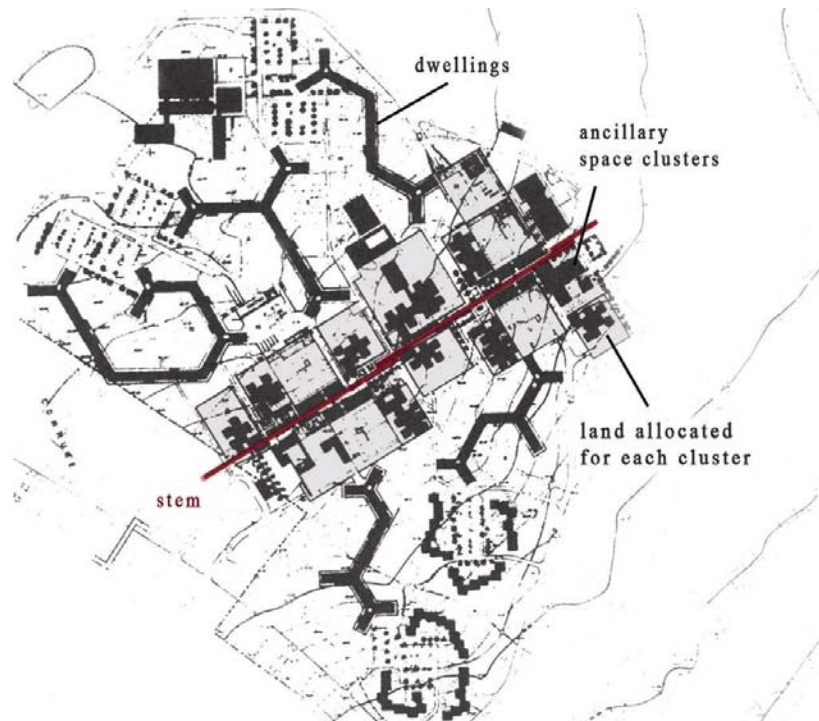 dwellings
ancillary
space clusters
land allocated
for each cluster
stem